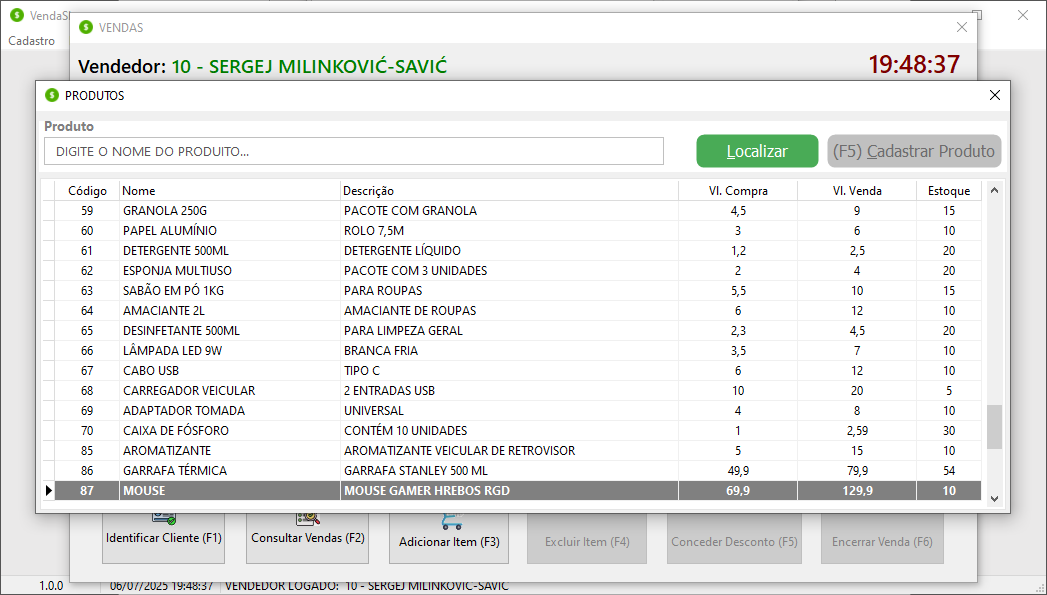 VendaS
VENDAS
Cadastro
Vendedor: 10 - SERGEJ MILINKOVIĆ-SAVIĆ 19:48:37
PRODUTOS
Produto
DIGITE O NOME DO PRODUITO...
Localizar
(F5) Cadastrar Produto
Código Nome Descrição Vl. Compra Vl. Venda Estoque
59 GRANOLA 250G PACOTE COM GRANOLA 4,5 9 15
60 PAPEL ALUMÍNIO ROLO 7,5M 3 6 10
61 DETERGENTE 500ML DETERGENTE LÍQUIDO 1,2 2,5 20
62 ESPONJA MULTIUSO PACOTE COM 3 UNIDADES 2 4 20
63 SABÃO EM PÓ 1KG PARA ROUPAS 5,5 10 15
64 AMACIANTE 2L AMACIANTE DE ROUPAS 6 12 10
65 DESINFETANTE 500ML PARA LIMPEZA GERAL 2,3 4,5 20
66 LÂMPADA LED 9W BRANCA FRIA 3,5 7 10
67 CABO USB TIPO C 6 12 10
68 CARREGADOR VEICULAR 2 ENTRADAS USB 10 20 5
69 ADAPTADOR TOMADA UNIVERSAL 4 8 10
70 CAIXA DE FÓSFORO CONTÉM 10 UNIDADES 1 2,59 30
85 AROMATIZANTE AROMATIZANTE VEICULAR DE RETROVISOR 5 15 10
86 GARRAFA TÉRMICA GARRAFA STANLEY 500 ML 49,9 79,9 54
87 MOUSE MOUSE GAMER HREBOS RGD 69,9 129,9 10
Identificar Cliente (F1)
Consultar Vendas (F2)
Adicionar Item (F3)
Excluir Item (F4)
Conceder Desconto (F5)
Encerrar Venda (F6)
1.0.0 06/07/2025 19:48:37 VENDEDOR LOGADO: 10 - SERGEJ MILINKOVIC-SAVIC